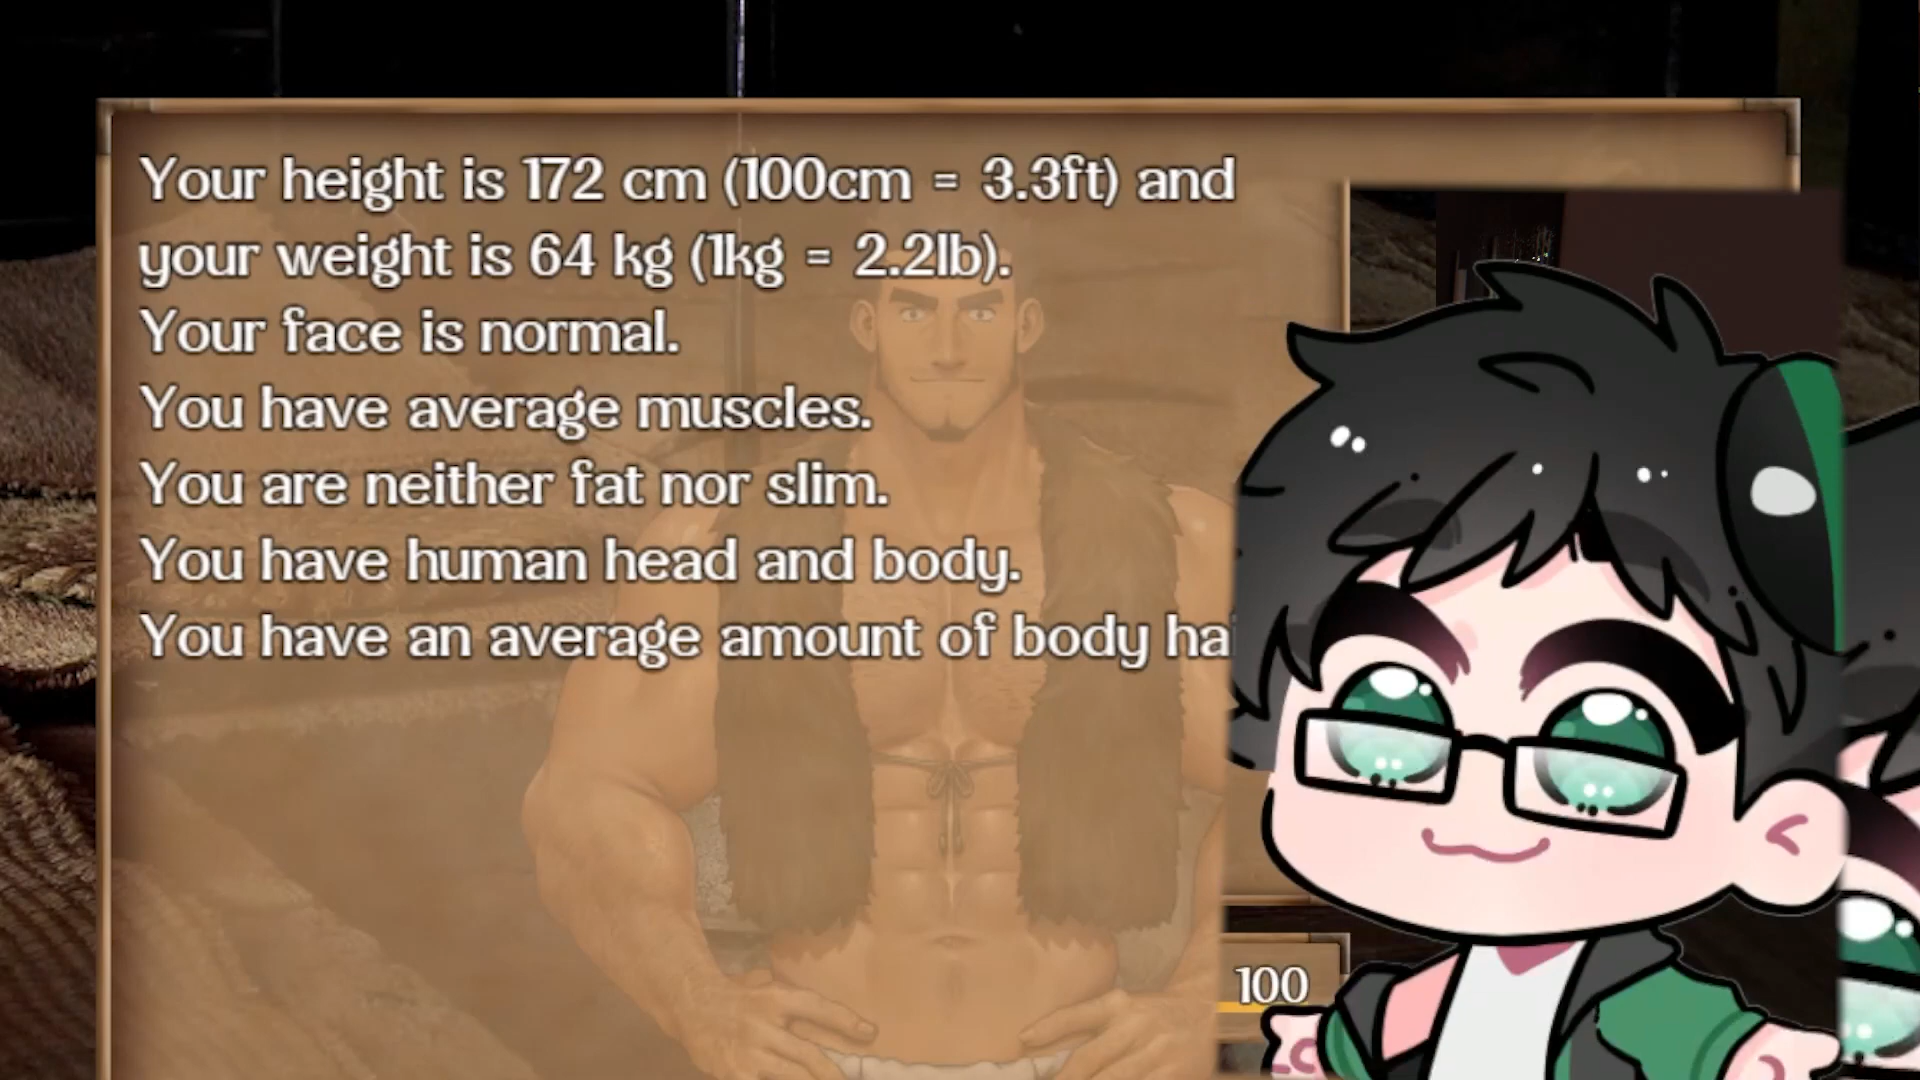 Your height is 172 cm (100cm = 3.3ft) and
your weight is 64 kg (1kg = 2.2lb).
Your face is normal.
You have average muscles.
You are neither fat nor slim.
You have human head and body.
You have an average amount of body hai
100